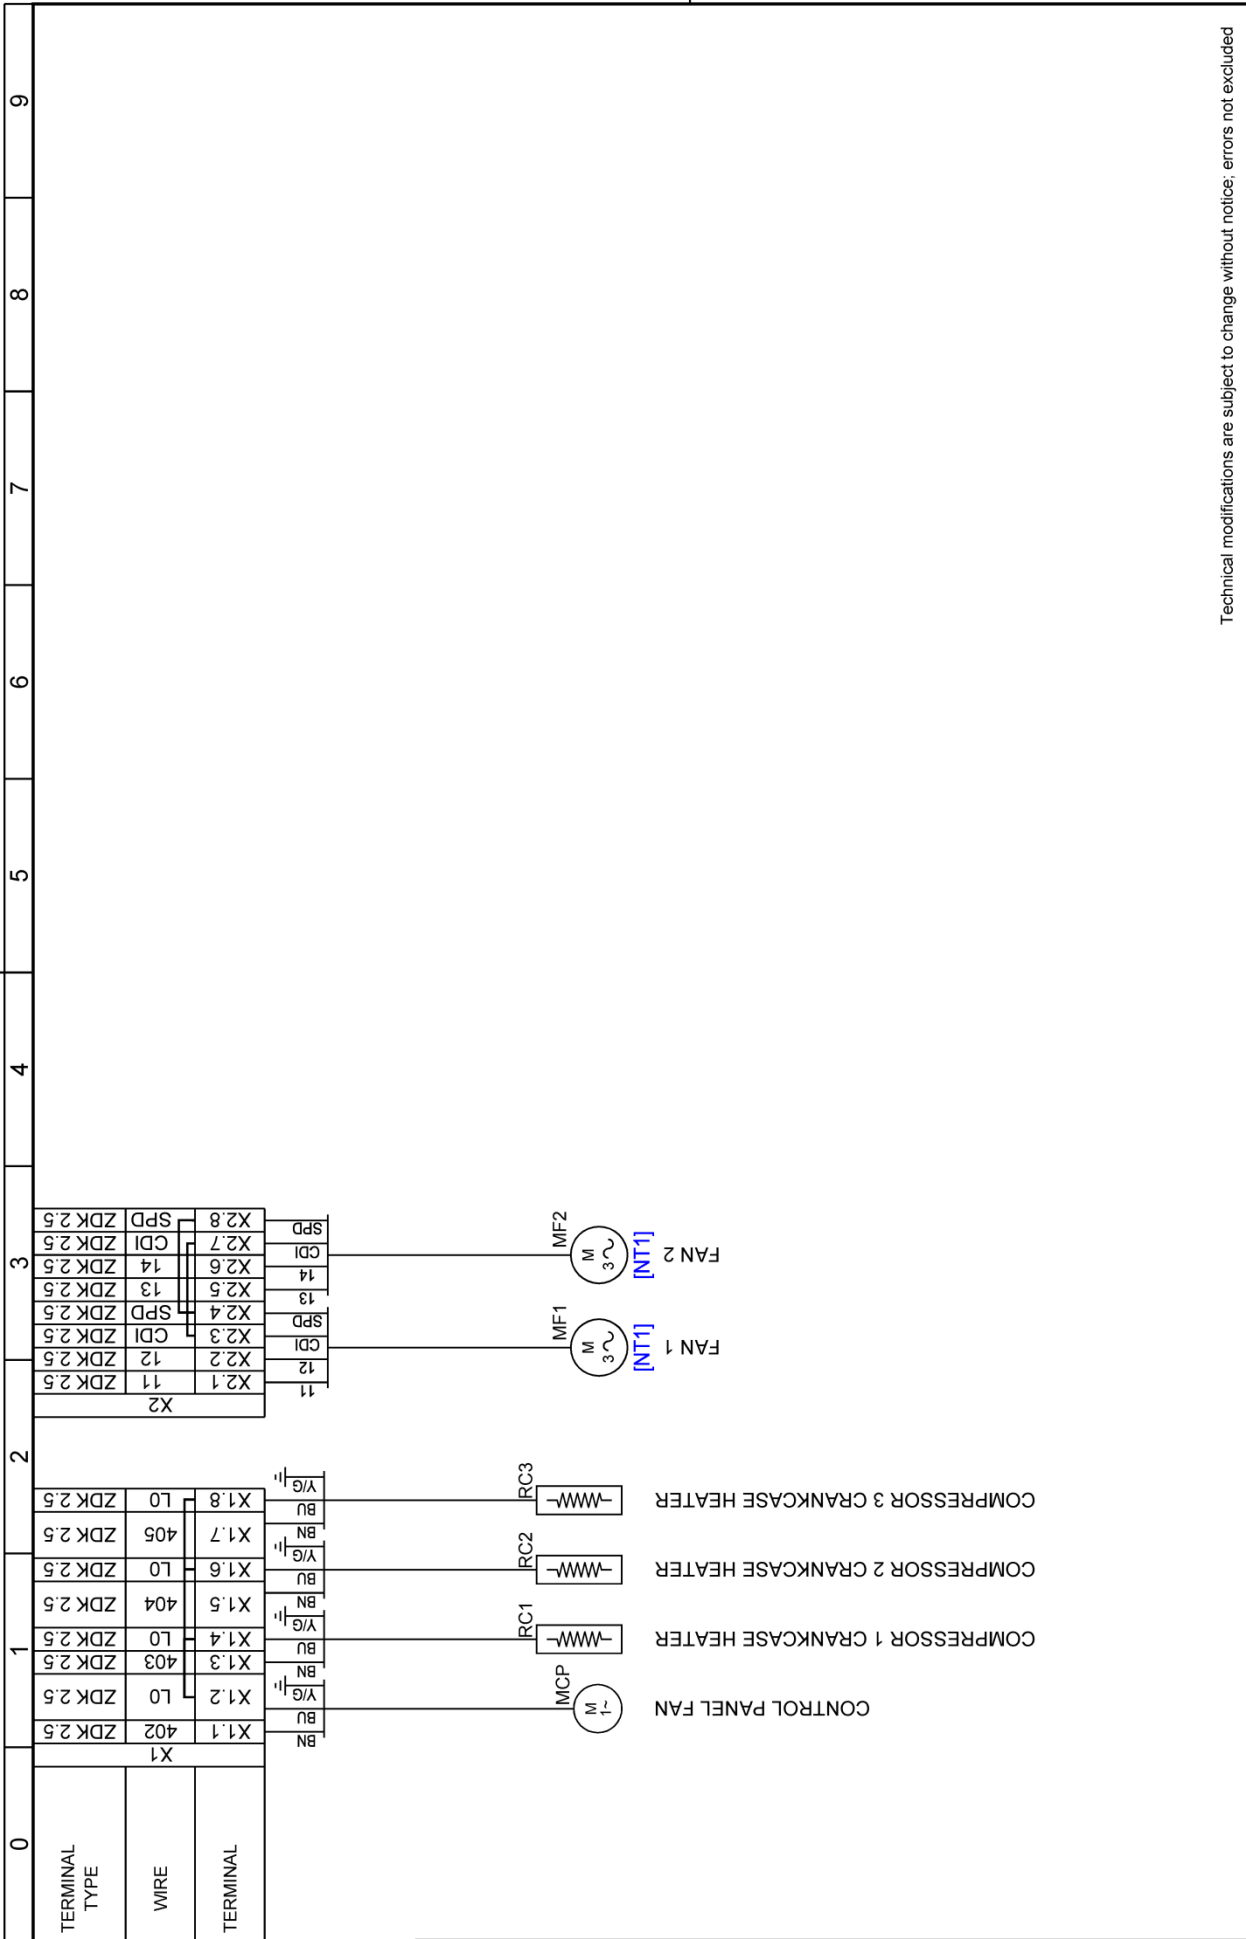 0 1 2 3 4 5 6 7 8 9
TERMINAL
TYPE
X1
ZDK 2.5 ZDK 2.5 ZDK 2.5 ZDK 2.5 ZDK 2.5 ZDK 2.5 ZDK 2.5 ZDK 2.5
X2
ZDK 2.5 ZDK 2.5 ZDK 2.5 ZDK 2.5 ZDK 2.5 ZDK 2.5 ZDK 2.5 ZDK 2.5
WIRE
402 L0 403 L0 404 L0 405 L0
11 12 CDI SPD 13 14 CDI SPD
TERMINAL
X1.1 X1.2 X1.3 X1.4 X1.5 X1.6 X1.7 X1.8
X2.1 X2.2 X2.3 X2.4 X2.5 X2.6 X2.7 X2.8
BN BU Y/G
BN BU Y/G
BN BU Y/G
BN BU Y/G
11 12 CDI SPD
13 14 CDI SPD
MCP
M
1~
CONTROL PANEL FAN
RC1
COMPRESSOR 1 CRANKCASE HEATER
RC2
COMPRESSOR 2 CRANKCASE HEATER
RC3
COMPRESSOR 3 CRANKCASE HEATER
MF1
M
3~
[NT1]
FAN 1
MF2
M
3~
[NT1]
FAN 2
Technical modifications are subject to change without notice; errors not excluded